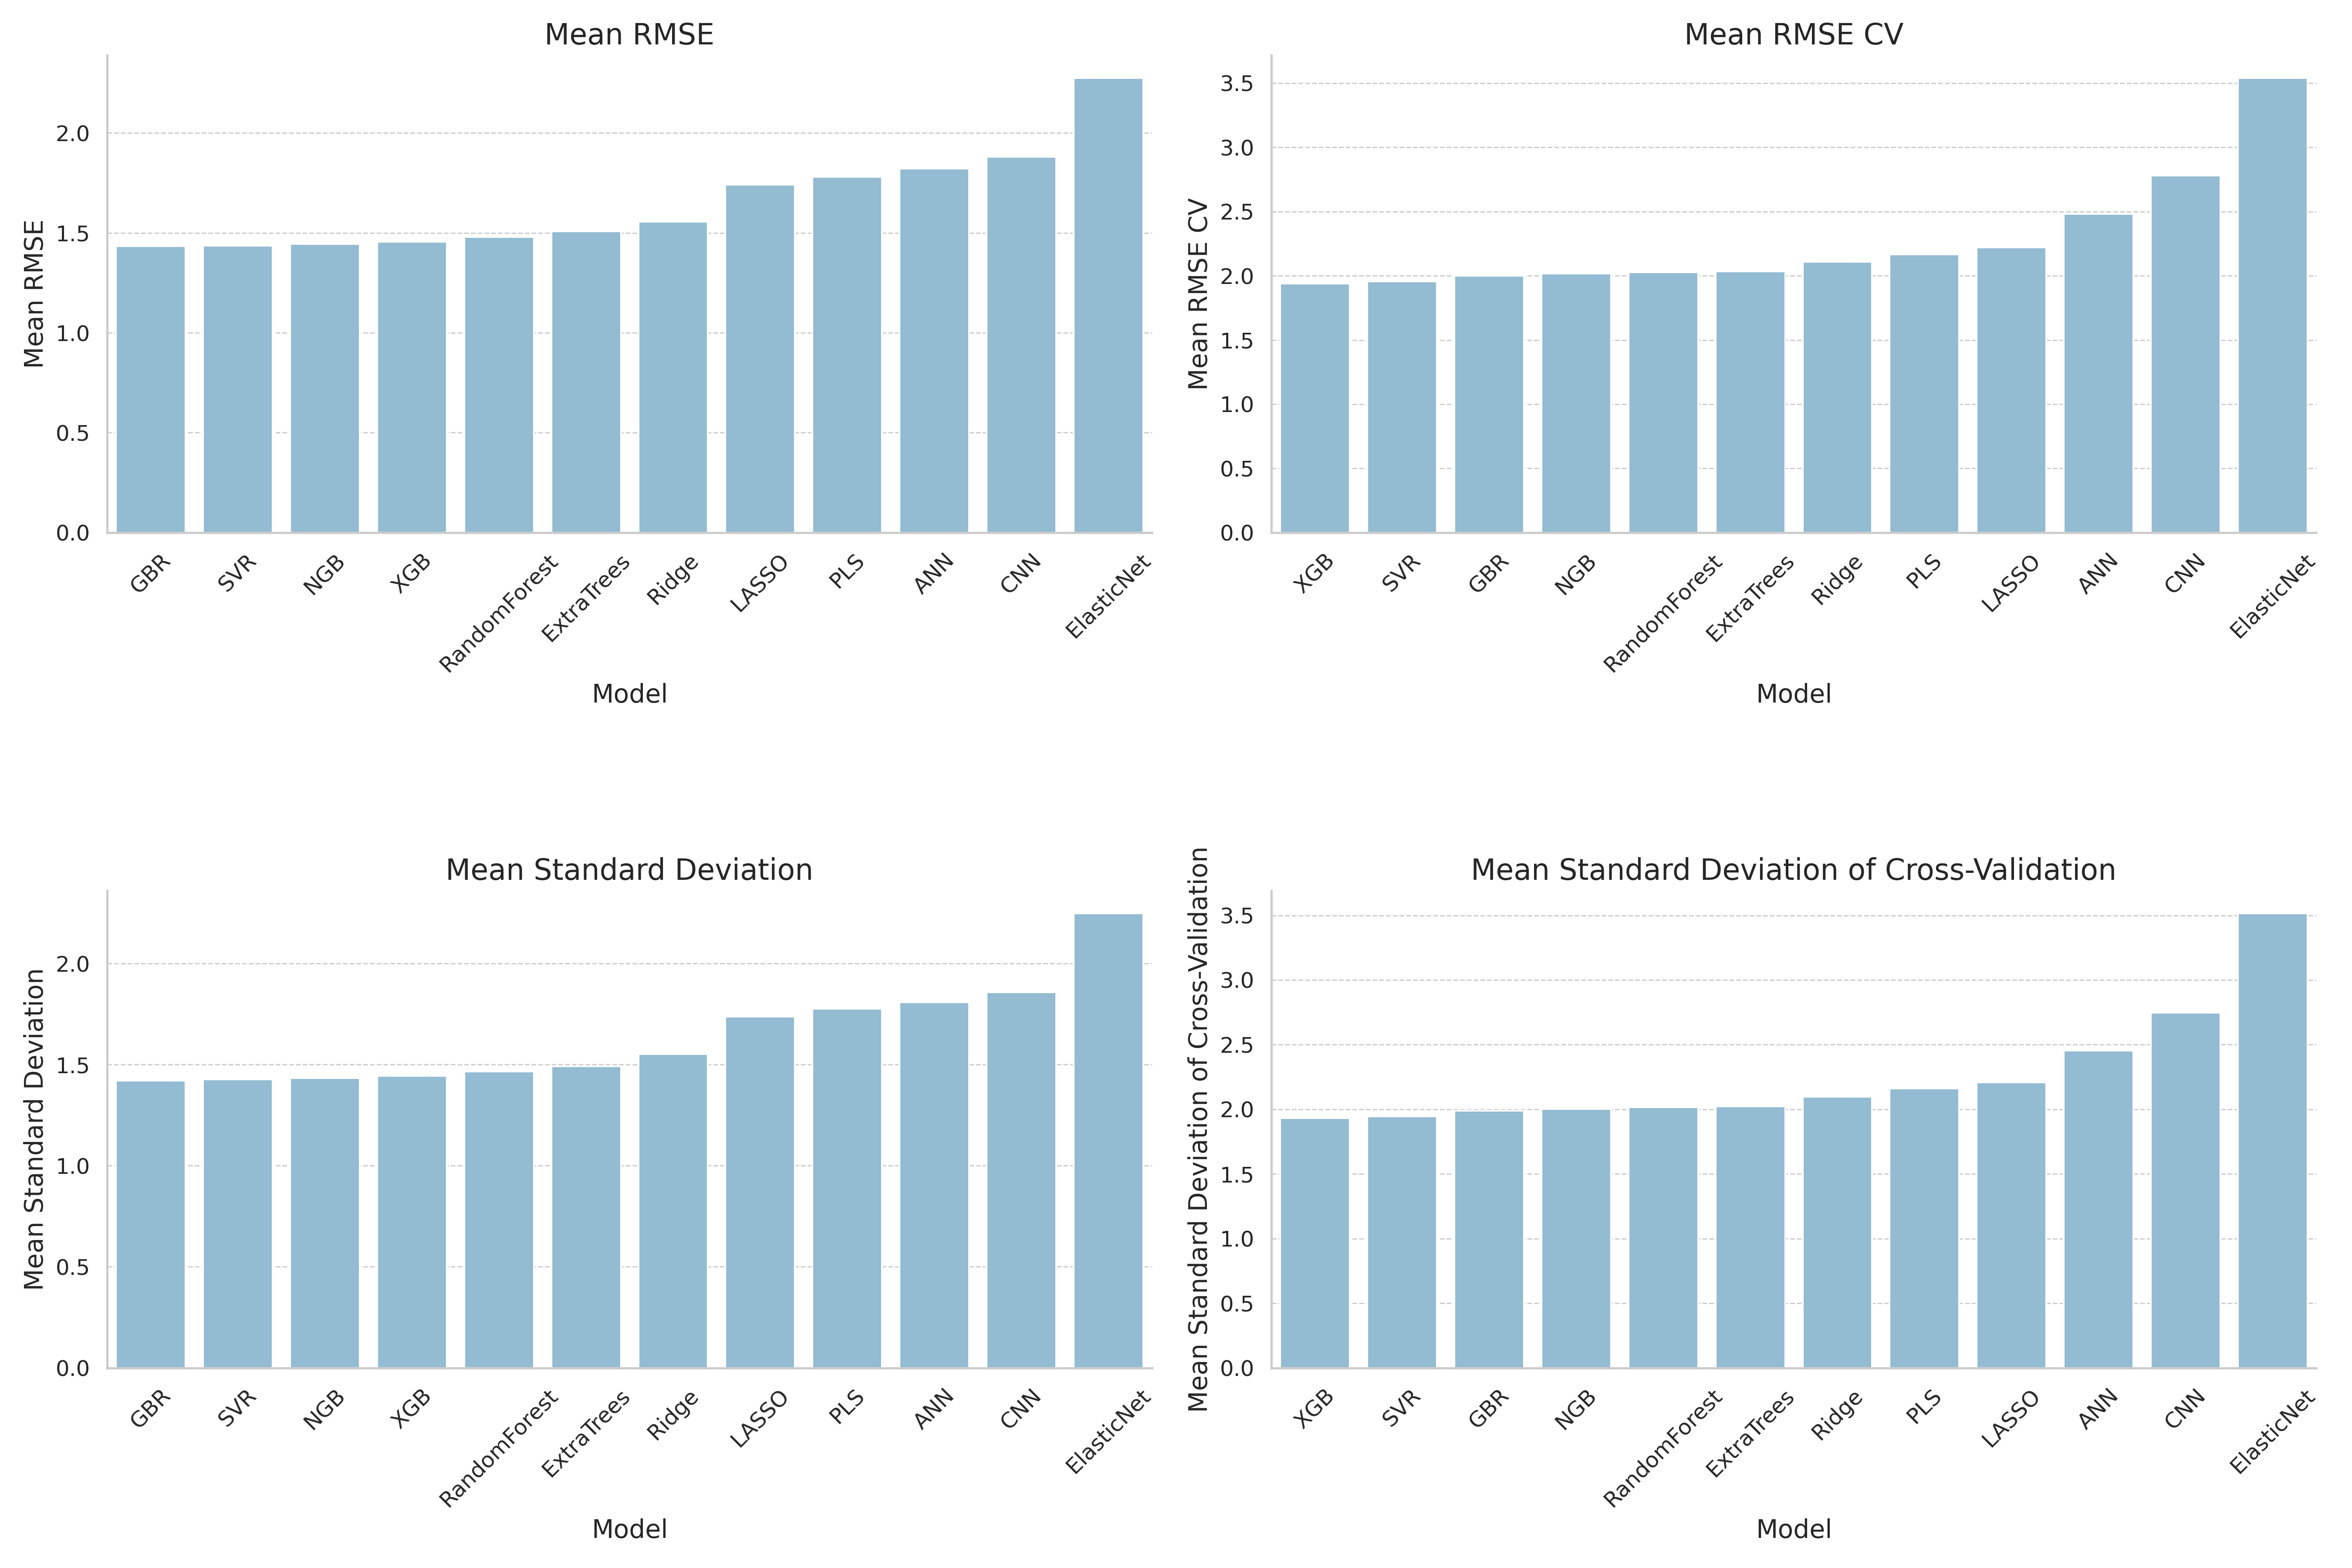 Mean RMSE
Mean RMSE
2.0
1.5
1.0
0.5
0.0
GBR
SVR
NGB
XGB
RandomForest
ExtraTrees
Ridge
LASSO
PLS
ANN
CNN
ElasticNet
Model
Mean RMSE CV
Mean RMSE CV
3.5
3.0
2.5
2.0
1.5
1.0
0.5
0.0
XGB
SVR
GBR
NGB
RandomForest
ExtraTrees
Ridge
PLS
LASSO
ANN
CNN
ElasticNet
Model
Mean Standard Deviation
Mean Standard Deviation
2.0
1.5
1.0
0.5
0.0
GBR
SVR
NGB
XGB
RandomForest
ExtraTrees
Ridge
LASSO
PLS
ANN
CNN
ElasticNet
Model
Mean Standard Deviation of Cross-Validation
Mean Standard Deviation of Cross-Validation
3.5
3.0
2.5
2.0
1.5
1.0
0.5
0.0
XGB
SVR
GBR
NGB
RandomForest
ExtraTrees
Ridge
PLS
LASSO
ANN
CNN
ElasticNet
Model